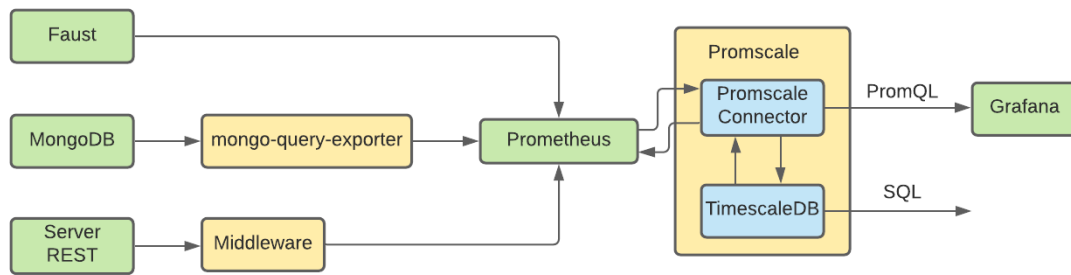 Faust
Promscale
Promscale
Connector
PromQL
Grafana
MongoDB
mongo-query-exporter
Prometheus
TimescaleDB
SQL
Server
REST
Middleware